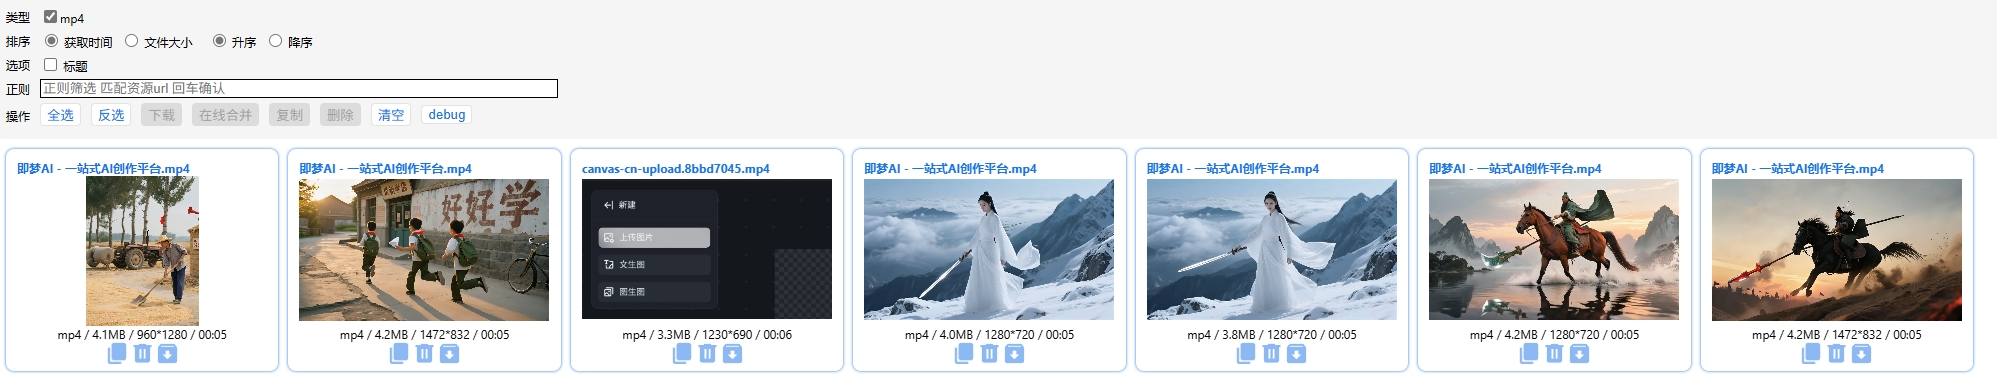 类型 mp4
排序 获取时间 文件大小 升序 降序
选项 标题
正则 正则筛选 匹配资源url 回车确认
操作 全选 反选 下载 在线合并 复制 删除 清空 debug
即梦AI - 一站式AI创作平台.mp4
mp4 / 4.1MB / 960*1280 / 00:05
即梦AI - 一站式AI创作平台.mp4
好好学
mp4 / 4.2MB / 1472*832 / 00:05
canvas-cn-upload.8bbd7045.mp4
新建
上传图片
文生图
图生图
mp4 / 3.3MB / 1230*690 / 00:06
即梦AI - 一站式AI创作平台.mp4
mp4 / 4.0MB / 1280*720 / 00:05
即梦AI - 一站式AI创作平台.mp4
mp4 / 3.8MB / 1280*720 / 00:05
即梦AI - 一站式AI创作平台.mp4
mp4 / 4.2MB / 1280*720 / 00:05
即梦AI - 一站式AI创作平台.mp4
mp4 / 4.2MB / 1472*832 / 00:05